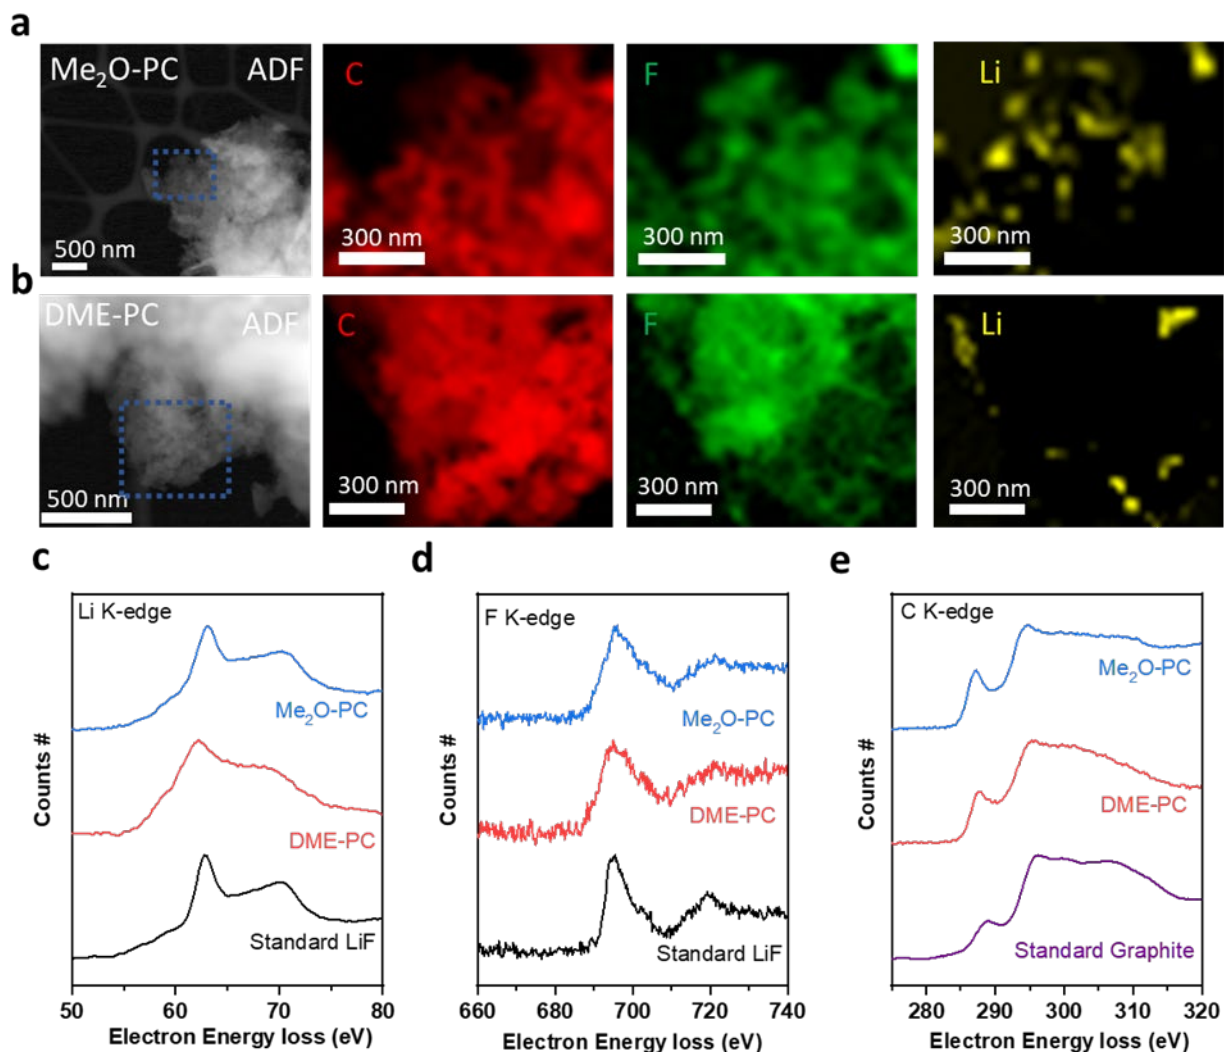 a
Me₂O-PC ADF
500 nm
C
300 nm
F
300 nm
Li
300 nm
b
DME-PC ADF
500 nm
C
300 nm
F
300 nm
Li
300 nm
c
Li K-edge
Me₂O-PC
DME-PC
Standard LiF
Counts #
50 60 70 80
Electron Energy loss (eV)
d
F K-edge
Me₂O-PC
DME-PC
Standard LiF
Counts #
660 680 700 720 740
Electron Energy loss (eV)
e
C K-edge
Me₂O-PC
DME-PC
Standard Graphite
Counts #
280 290 300 310 320
Electron Energy loss (eV)